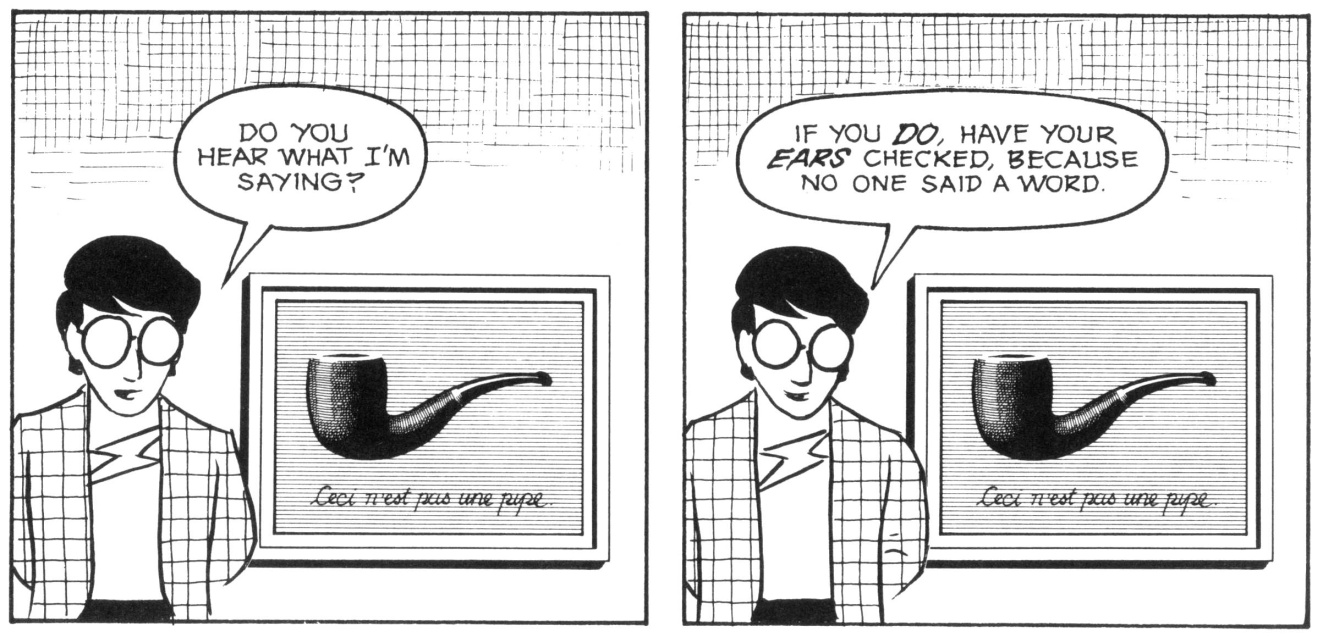 DO YOU
HEAR WHAT I'M
SAYING?
Ceci n'est pas une pipe.
IF YOU DO, HAVE YOUR
EARS CHECKED, BECAUSE
NO ONE SAID A WORD.
Ceci n'est pas une pipe.